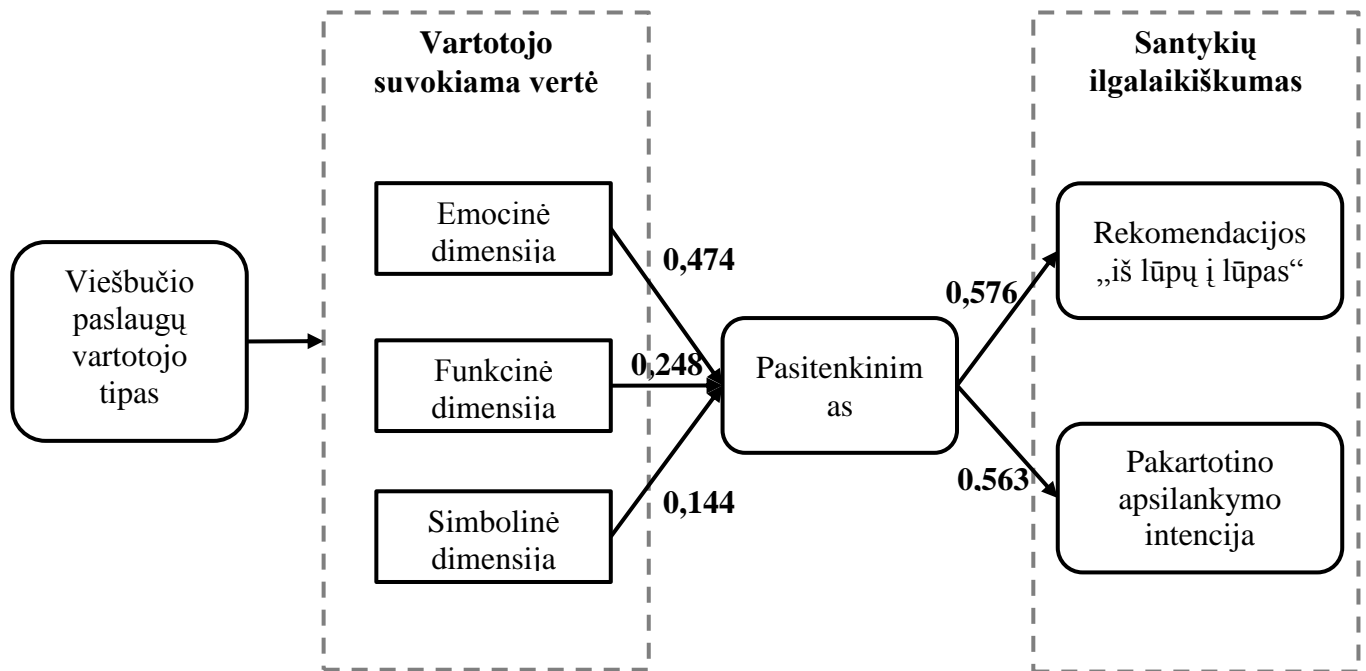 Vartotojo
suvokiama vertė
Santykių
ilgalaikiškumas
Viešbučio
paslaugų
vartotojo
tipas
Emocinė
dimensija
Funkcinė
dimensija
Simbolinė
dimensija
0,474
0,248
0,144
Pasitenkinim
as
0,576
0,563
Rekomendacijos
„iš lūpų į lūpas“
Pakartotino
apsilankymo
intencija